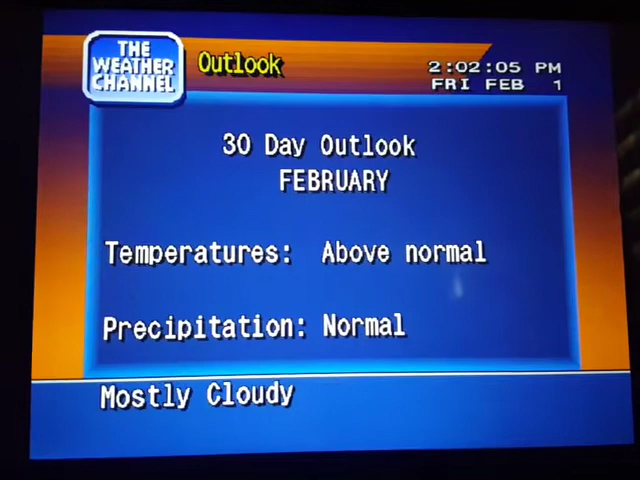 THE
WEATHER
CHANNEL
Outlook
2:02:05 PM
FRI FEB 1
30 Day Outlook
FEBRUARY
Temperatures: Above normal
Precipitation: Normal
Mostly Cloudy